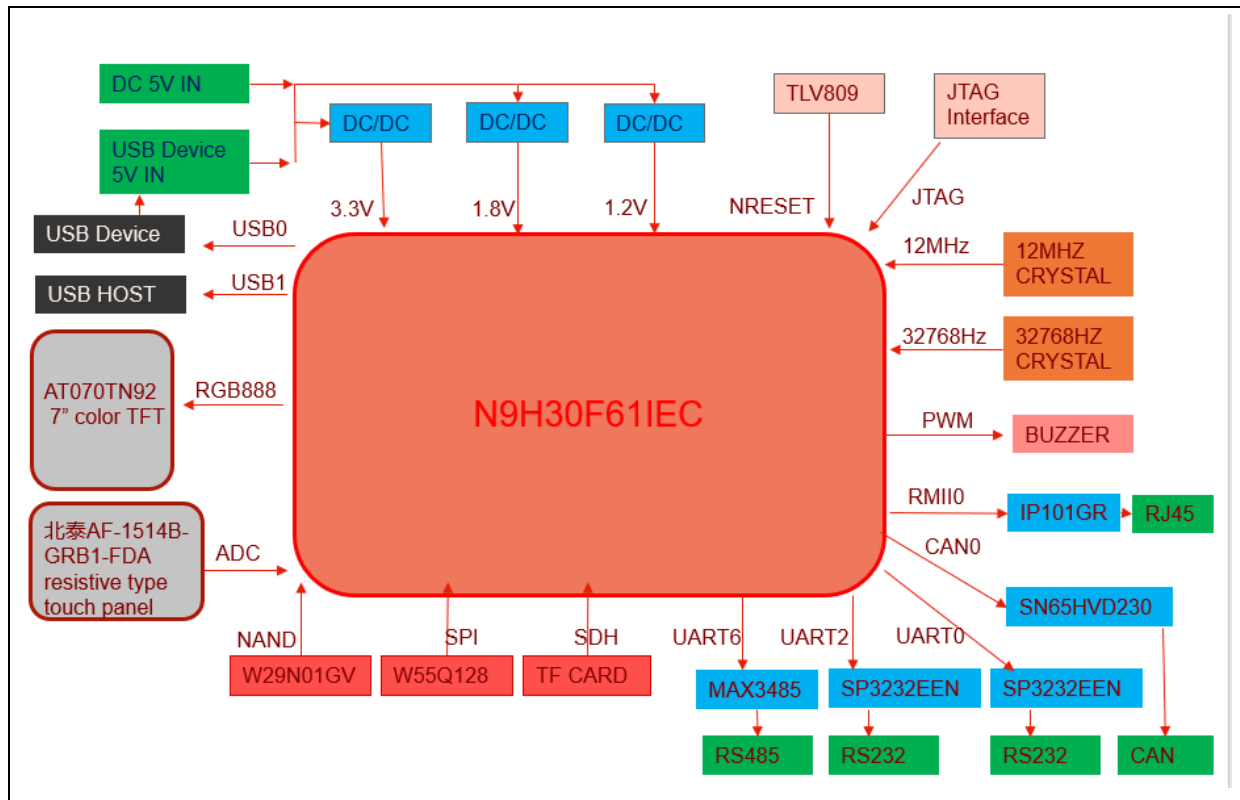 DC 5V IN
USB Device
5V IN
DC/DC
DC/DC
DC/DC
TLV809
JTAG
Interface
3.3V
1.8V
1.2V
NRESET
JTAG
USB Device
USB0
12MHz
12MHZ
CRYSTAL
USB HOST
USB1
32768Hz
32768HZ
CRYSTAL
AT070TN92
7” color TFT
RGB888
N9H30F61IEC
PWM
BUZZER
RMII0
IP101GR
RJ45
北泰AF-1514B-
GRB1-FDA
resistive type
touch panel
ADC
CAN0
SN65HVD230
NAND
SPI
SDH
UART6
UART2
UART0
W29N01GV
W55Q128
TF CARD
MAX3485
SP3232EEN
SP3232EEN
RS485
RS232
RS232
CAN